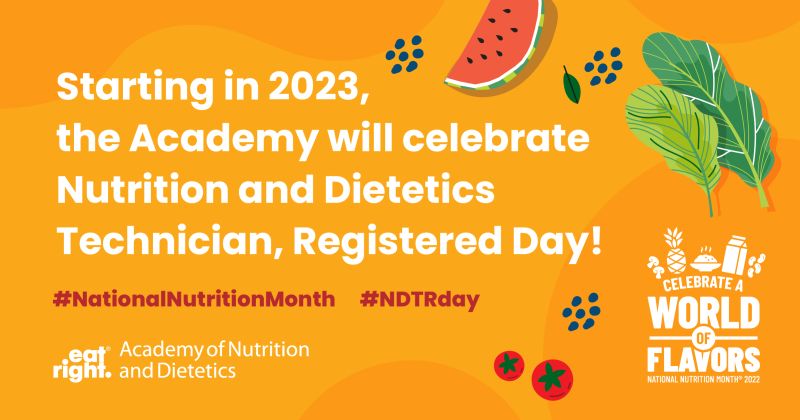 Starting in 2023,
the Academy will celebrate
Nutrition and Dietetics
Technician, Registered Day!
#NationalNutritionMonth #NDTRday
eat® right. Academy of Nutrition
and Dietetics
CELEBRATE A
WORLD
OF
FLAVORS
NATIONAL NUTRITION MONTH® 2022